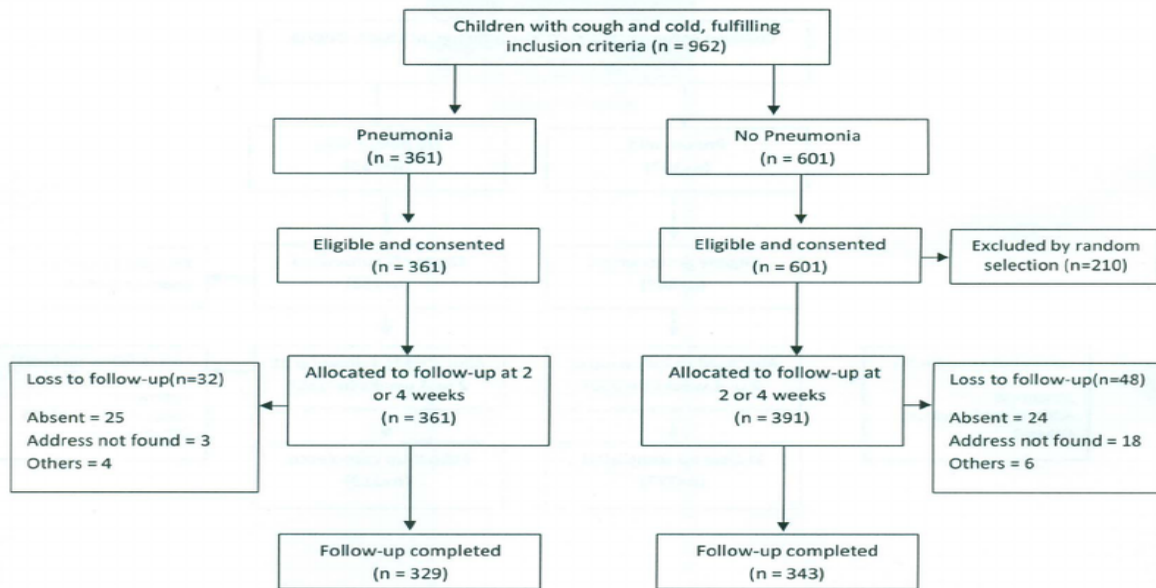 Children with cough and cold, fulfilling
inclusion criteria (n = 962)
Pneumonia
(n = 361)
No Pneumonia
(n = 601)
Eligible and consented
(n = 361)
Eligible and consented
(n = 601)
Excluded by random
selection (n=210)
Loss to follow-up(n=32)
Absent = 25
Address not found = 3
Others = 4
Allocated to follow-up at 2
or 4 weeks
(n = 361)
Allocated to follow-up at
2 or 4 weeks
(n = 391)
Loss to follow-up(n=48)
Absent = 24
Address not found = 18
Others = 6
Follow-up completed
(n = 329)
Follow-up completed
(n = 343)